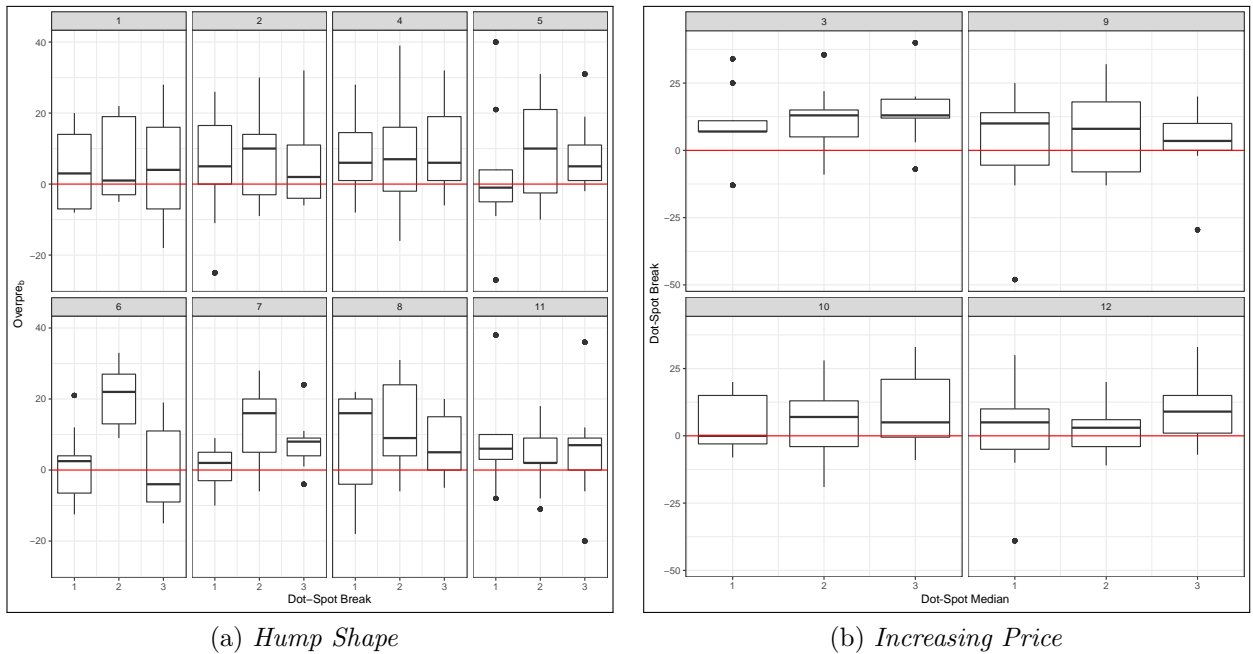 1 2 4 5
40
20
0
−20
6 7 8 11
40
20
0
−20
1 2 3 1 2 3 1 2 3 1 2 3
Dot−Spot Break
Overpre_b
(a) Hump Shape
3 9
25
0
−25
−50
10 12
25
0
−25
−50
1 2 3 1 2 3
Dot-Spot Median
Dot-Spot Break
(b) Increasing Price